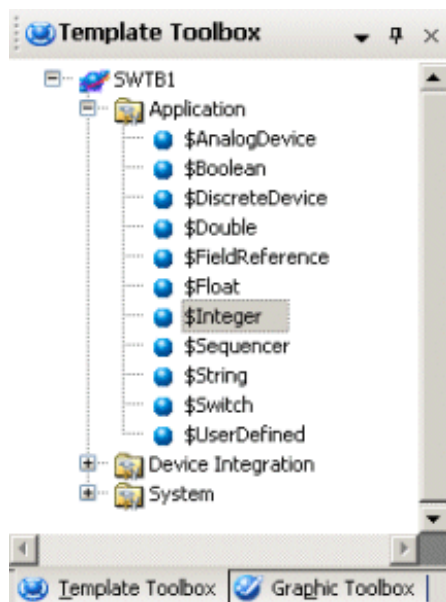 Template Toolbox
SWTB1
Application
$AnalogDevice
$Boolean
$DiscreteDevice
$Double
$FieldReference
$Float
$Integer
$Sequencer
$String
$Switch
$UserDefined
Device Integration
System
Template Toolbox Graphic Toolbox